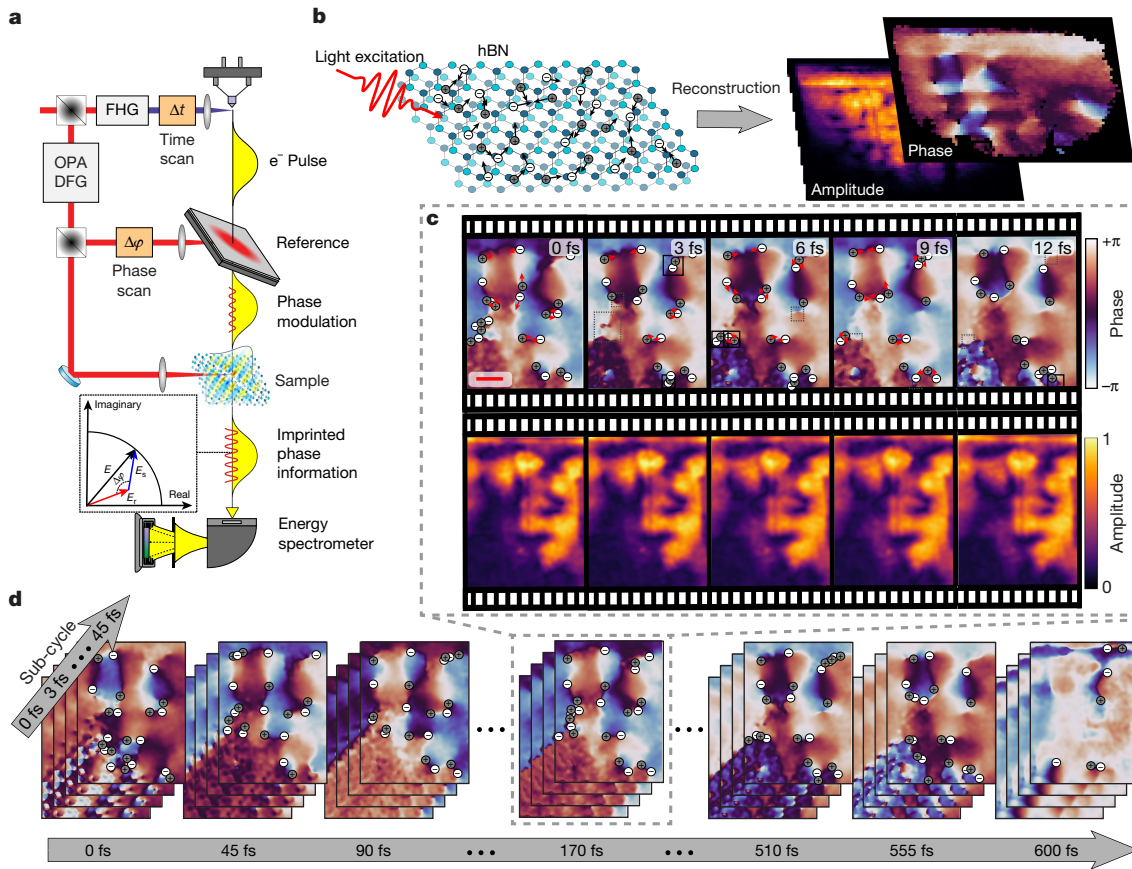 a
FHG
Δt
Time
scan
e⁻ Pulse
OPA
DFG
Δφ
Phase
scan
Reference
Phase
modulation
Sample
Imaginary
E
Δφ
E_s
E_r
Real
Imprinted
phase
information
Energy
spectrometer
b
Light excitation
hBN
Reconstruction
Phase
Amplitude
c
0 fs
3 fs
6 fs
9 fs
12 fs
+π
Phase
−π
1
Amplitude
0
d
Sub-cycle
0 fs 3 fs • • • 45 fs
• • •
• • •
0 fs
45 fs
90 fs
• • •
170 fs
• • •
510 fs
555 fs
600 fs